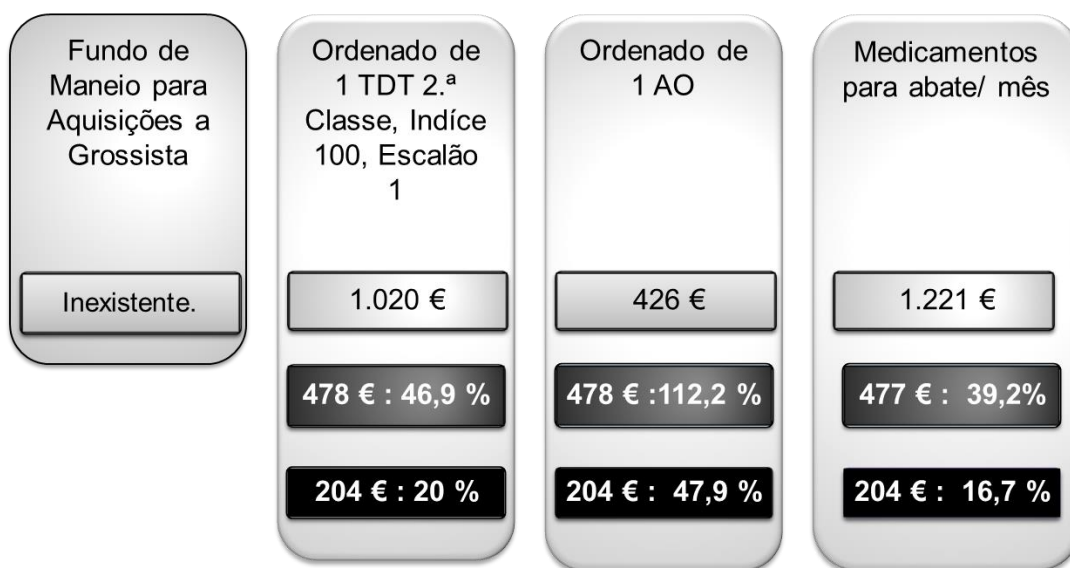 Fundo de
Maneio para
Aquisições a
Grossista
Inexistente.
Ordenado de
1 TDT 2.ª
Classe, Indíce
100, Escalão
1
1.020 €
478 € : 46,9 %
204 € : 20 %
Ordenado de
1 AO
426 €
478 € :112,2 %
204 € : 47,9 %
Medicamentos
para abate/ mês
1.221 €
477 € : 39,2%
204 € : 16,7 %